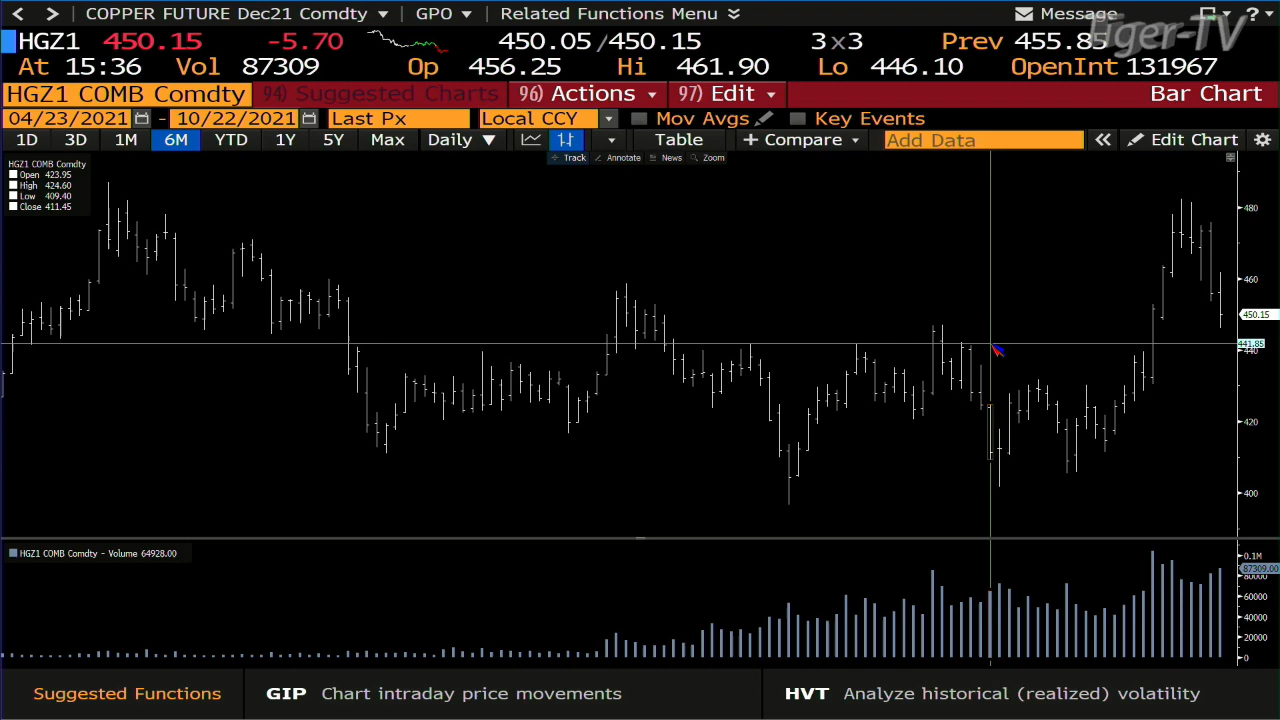 COPPER FUTURE Dec21 Comdty GPO Related Functions Menu Message ?
Tiger-TV
HGZ1 450.15 -5.70 450.05/450.15 3×3 Prev 455.85
At 15:36 Vol 87309 Op 456.25 Hi 461.90 Lo 446.10 OpenInt 131967
HGZ1 COMB Comdty 94) Suggested Charts 96) Actions 97) Edit Bar Chart
04/23/2021 - 10/22/2021 Last Px Local CCY Mov Avgs Key Events
1D 3D 1M 6M YTD 1Y 5Y Max Daily Table + Compare Add Data Edit Chart
Track Annotate News Zoom
HGZ1 COMB Comdty
Open 423.95
High 424.60
Low 409.40
Close 411.45
480
460
450.15
441.85
440
420
400
HGZ1 COMB Comdty - Volume 64928.00
0.1M
87309.00
80000
60000
40000
20000
0
Suggested Functions GIP Chart intraday price movements HVT Analyze historical (realized) volatility